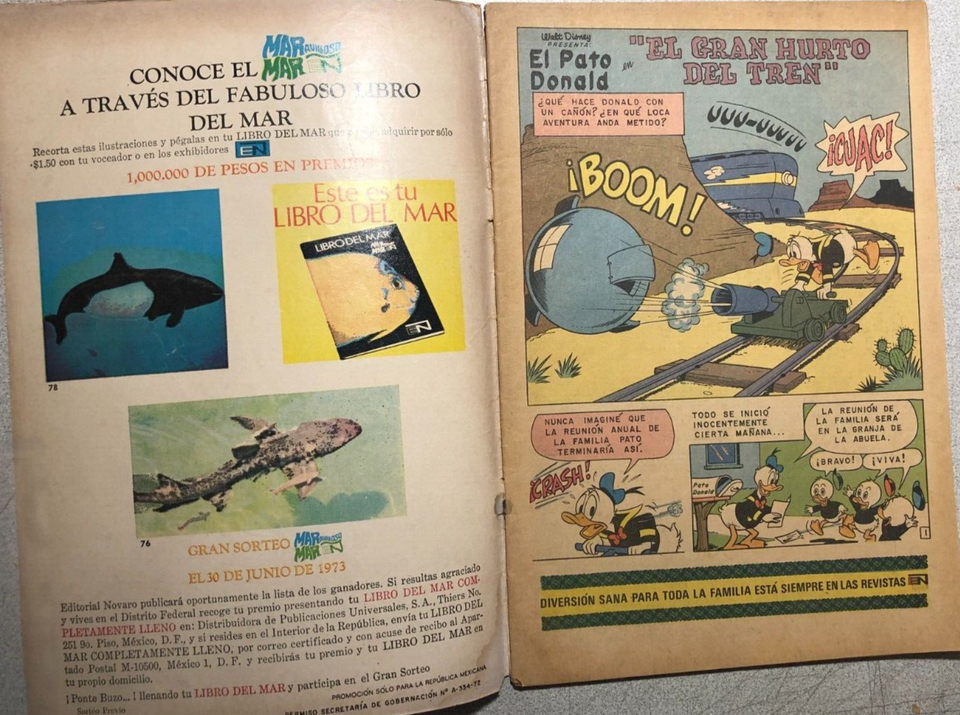 CONOCE EL MARAVILLOSO MAR EN
A TRAVÉS DEL FABULOSO LIBRO
DEL MAR
Recorta estas ilustraciones y pégalas en tu LIBRO DEL MAR que puedes adquirir por sólo
$1.50 con tu voceador o en los exhibidores EN
1,000.000 DE PESOS EN PREMIOS
Este es tu
LIBRO DEL MAR
LIBRO DEL MAR
EN
78
76
GRAN SORTEO MARAVILLOSO MAR EN
EL 30 DE JUNIO DE 1973
Editorial Novaro publicará oportunamente la lista de los ganadores. Si resultas agraciado
y vives en el Distrito Federal recoge tu premio presentando tu LIBRO DEL MAR COM-
PLETAMENTE LLENO en: Distribuidora de Publicaciones Universales, S. A., Thiers No.
251 9o. Piso, México, D. F., y si resides en el Interior de la República, envía tu LIBRO DEL
MAR COMPLETAMENTE LLENO, por correo certificado y con acuse de recibo al Apar-
tado Postal M-10500, México 1, D. F. y recibirás tu premio y tu LIBRO DEL MAR en
tu propio domicilio.
¡Ponte Buzo...! llenando tu LIBRO DEL MAR y participa en el Gran Sorteo
PROMOCIÓN SÓLO PARA LA REPÚBLICA MEXICANA
PERMISO SECRETARÍA DE GOBERNACIÓN Nº A-334-72
Sorteo Previo
Walt Disney
PRESENTA:
El Pato
Donald en
"EL GRAN HURTO
DEL TREN"
¿QUÉ HACE DONALD CON
UN CAÑON? ¿EN QUÉ LOCA
AVENTURA ANDA METIDO?
UUU-UUUUU
¡CUAC!
¡BOOM!
NUNCA IMAGINÉ QUE
LA REUNIÓN ANUAL DE
LA FAMILIA PATO
TERMINARÍA ASÍ.
¡CRASH!
TODO SE INICIÓ
INOCENTEMENTE
CIERTA MAÑANA...
LA REUNIÓN DE
LA FAMILIA SERÁ
EN LA GRANJA DE
LA ABUELA.
¡BRAVO!
¡VIVA!
Pato
Donald
1
DIVERSIÓN SANA PARA TODA LA FAMILIA ESTÁ SIEMPRE EN LAS REVISTAS EN